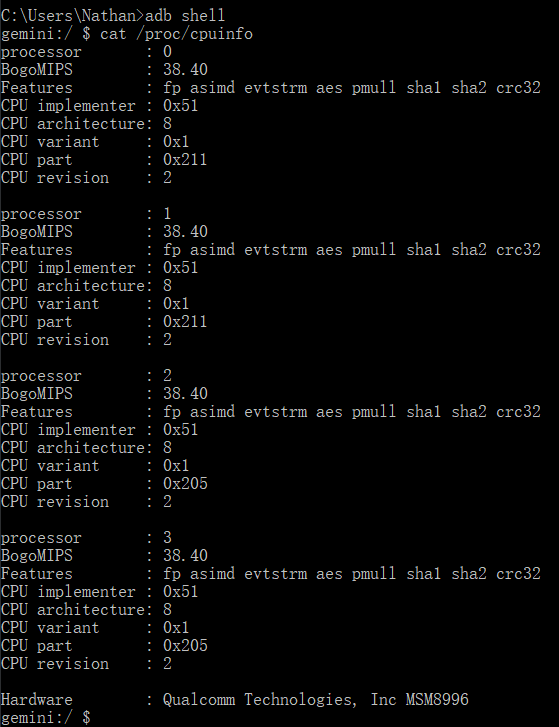 C:\Users\Nathan>adb shell
gemini:/ $ cat /proc/cpuinfo
processor       : 0
BogoMIPS        : 38.40
Features        : fp asimd evtstrm aes pmull sha1 sha2 crc32
CPU implementer : 0x51
CPU architecture: 8
CPU variant     : 0x1
CPU part        : 0x211
CPU revision    : 2

processor       : 1
BogoMIPS        : 38.40
Features        : fp asimd evtstrm aes pmull sha1 sha2 crc32
CPU implementer : 0x51
CPU architecture: 8
CPU variant     : 0x1
CPU part        : 0x211
CPU revision    : 2

processor       : 2
BogoMIPS        : 38.40
Features        : fp asimd evtstrm aes pmull sha1 sha2 crc32
CPU implementer : 0x51
CPU architecture: 8
CPU variant     : 0x1
CPU part        : 0x205
CPU revision    : 2

processor       : 3
BogoMIPS        : 38.40
Features        : fp asimd evtstrm aes pmull sha1 sha2 crc32
CPU implementer : 0x51
CPU architecture: 8
CPU variant     : 0x1
CPU part        : 0x205
CPU revision    : 2

Hardware        : Qualcomm Technologies, Inc MSM8996
gemini:/ $